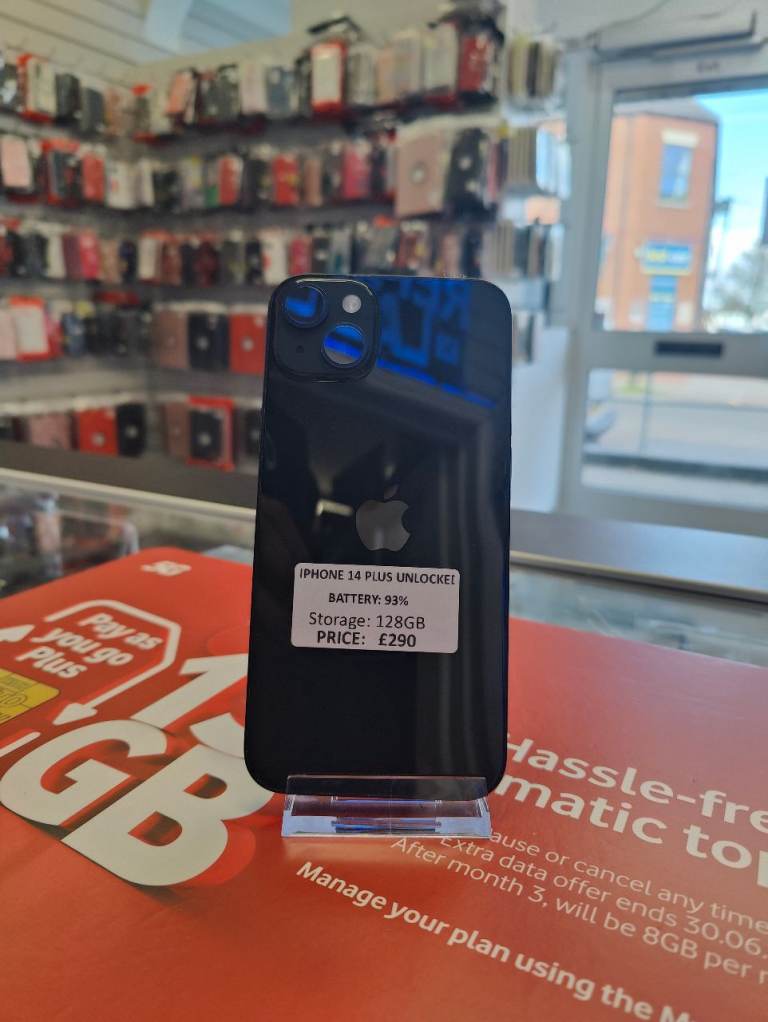 IPHONE 14 PLUS UNLOCKED
BATTERY: 93%
Storage: 128GB
PRICE: £290
5G
Pay as
you go
Plus
GB
Hassle-fre
matic to
ause or cancel any time
Extra data offer ends 30.06.
After month 3, will be 8GB per
Manage your plan using the M